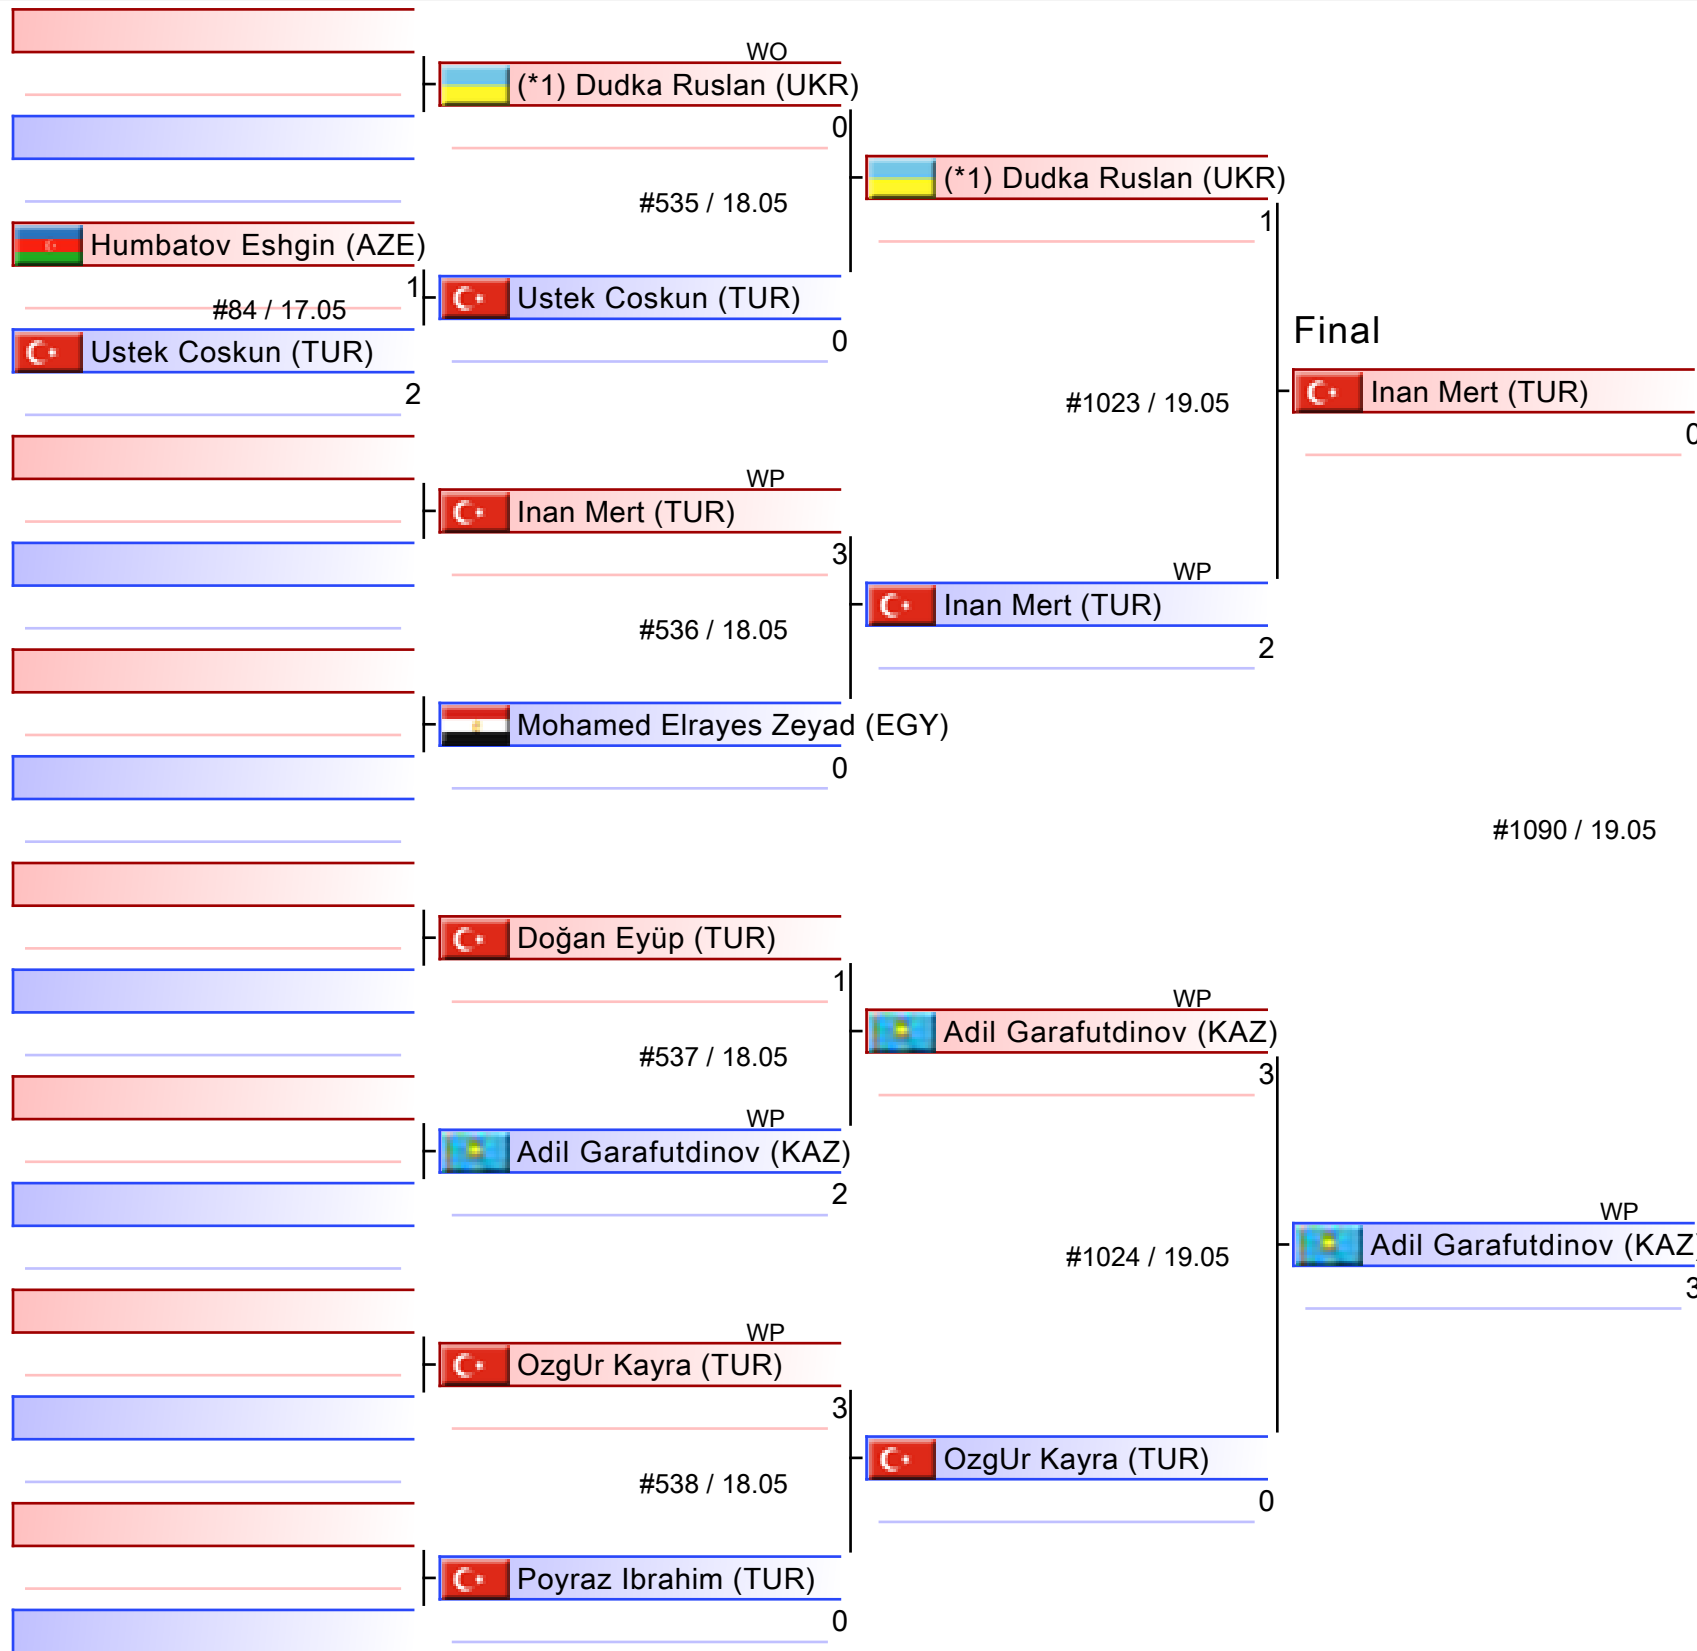 Humbatov Eshgin (AZE)
1
#84 / 17.05
Ustek Coskun (TUR)
2
WO
(*1) Dudka Ruslan (UKR)
0
#535 / 18.05
Ustek Coskun (TUR)
0
WP
Inan Mert (TUR)
3
#536 / 18.05
Mohamed Elrayes Zeyad (EGY)
0
Doğan Eyüp (TUR)
1
#537 / 18.05
WP
Adil Garafutdinov (KAZ)
2
WP
OzgUr Kayra (TUR)
3
#538 / 18.05
Poyraz Ibrahim (TUR)
0
(*1) Dudka Ruslan (UKR)
1
#1023 / 19.05
WP
Inan Mert (TUR)
2
WP
Adil Garafutdinov (KAZ)
3
#1024 / 19.05
OzgUr Kayra (TUR)
0
Final
Inan Mert (TUR)
0
#1090 / 19.05
WP
Adil Garafutdinov (KAZ)
3